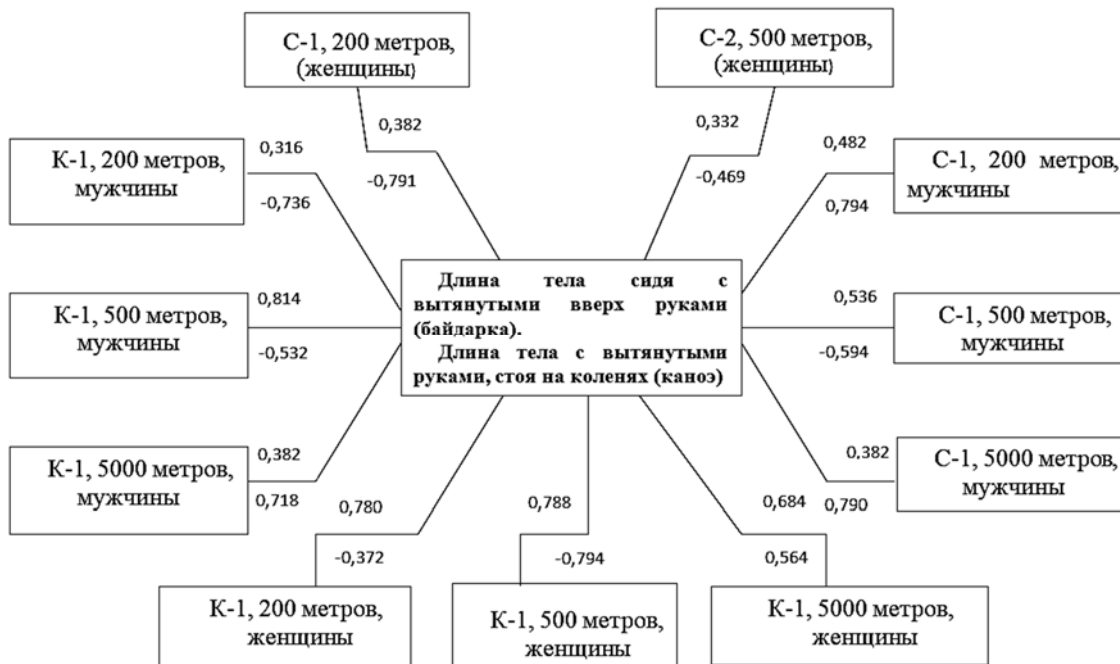 С-1, 200 метров,
(женщины)
С-2, 500 метров,
(женщины)
0,382
-0,791
0,332
-0,469
К-1, 200 метров,
мужчины
0,316
-0,736
0,482
0,794
С-1, 200 метров,
мужчины
К-1, 500 метров,
мужчины
0,814
-0,532
Длина тела сидя с
вытянутыми вверх руками
(байдарка).
Длина тела с вытянутыми
руками, стоя на коленях (каноэ)
0,536
-0,594
С-1, 500 метров,
мужчины
К-1, 5000 метров,
мужчины
0,382
0,718
0,382
0,790
С-1, 5000 метров,
мужчины
0,780
-0,372
0,788
-0,794
0,684
0,564
К-1, 200 метров,
женщины
К-1, 500 метров,
женщины
К-1, 5000 метров,
женщины